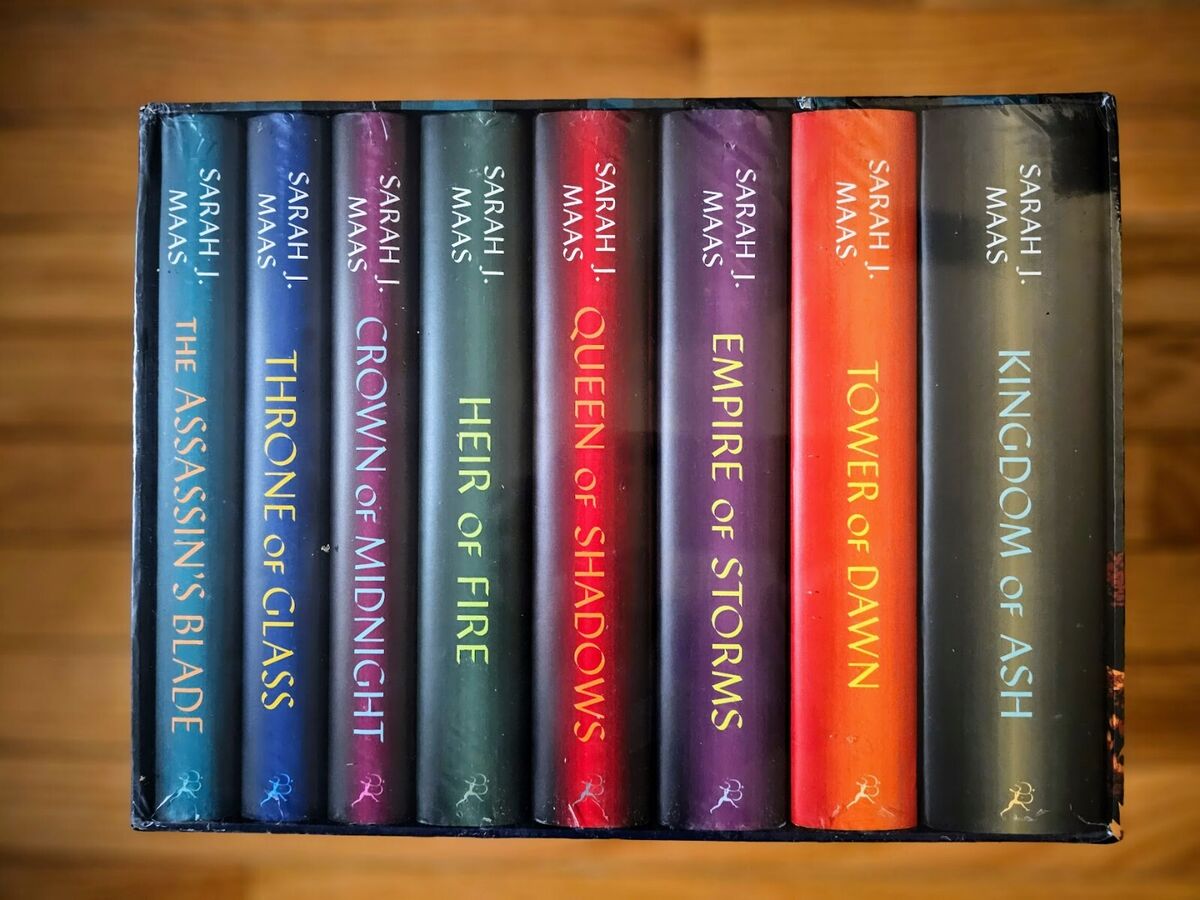 SARAH J.
MAAS
THE ASSASSIN'S BLADE
SARAH J.
MAAS
THRONE OF GLASS
SARAH J.
MAAS
CROWN OF MIDNIGHT
SARAH J.
MAAS
HEIR OF FIRE
SARAH J.
MAAS
QUEEN OF SHADOWS
SARAH J.
MAAS
EMPIRE OF STORMS
SARAH J.
MAAS
TOWER OF DAWN
SARAH J.
MAAS
KINGDOM OF ASH